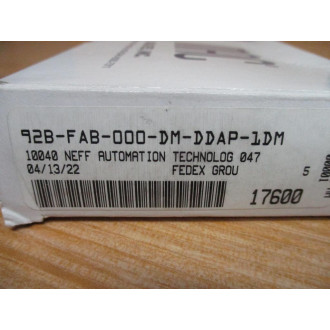 92B-FAB-000-DM-DDAP-1DM
10040 NEFF AUTOMATION TECHNOLOG 047
04/13/22 FEDEX GROU 5
17600